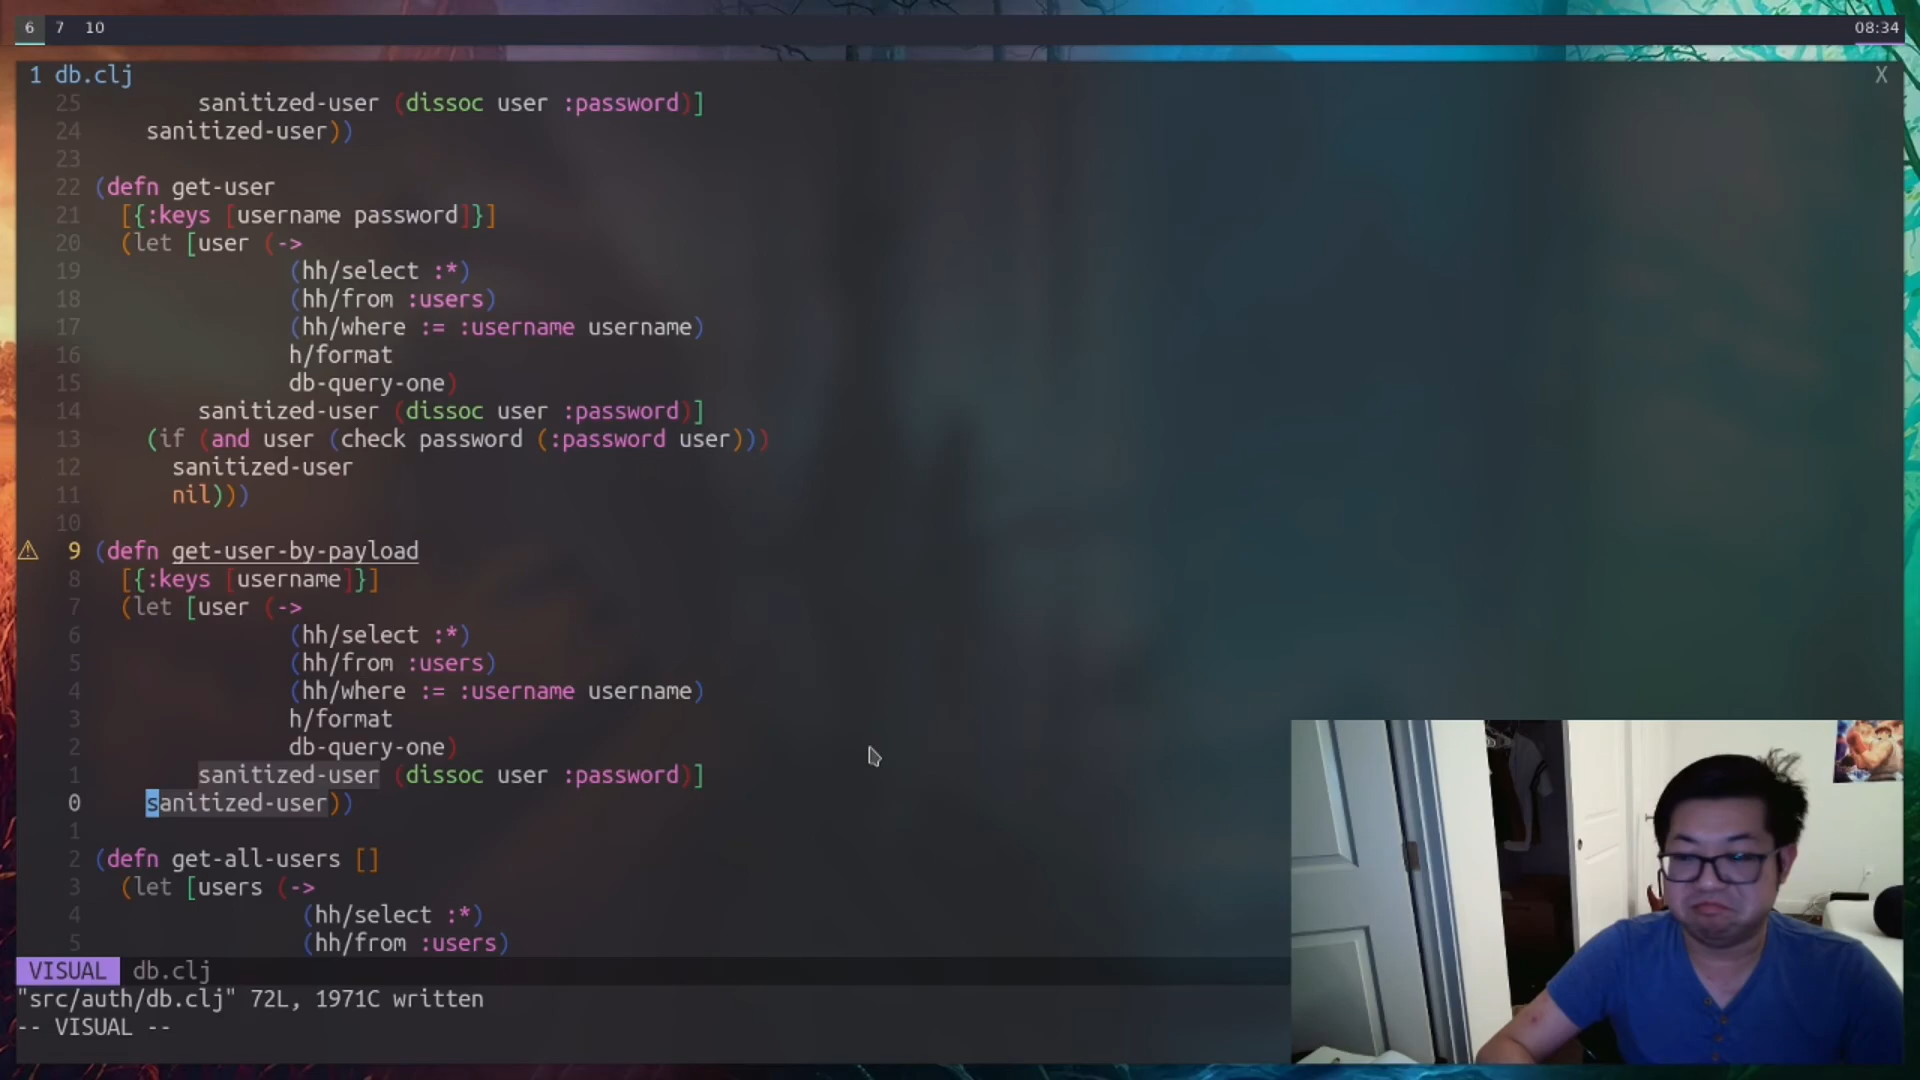 6 7 10 08:34
1 db.clj X
25 sanitized-user (dissoc user :password)]
24 sanitized-user))
23
22 (defn get-user
21 [{:keys [username password]}]
20 (let [user (->
19 (hh/select :*)
18 (hh/from :users)
17 (hh/where := :username username)
16 h/format
15 db-query-one)
14 sanitized-user (dissoc user :password)]
13 (if (and user (check password (:password user)))
12 sanitized-user
11 nil)))
10
9 (defn get-user-by-payload
8 [{:keys [username]}]
7 (let [user (->
6 (hh/select :*)
5 (hh/from :users)
4 (hh/where := :username username)
3 h/format
2 db-query-one)
1 sanitized-user (dissoc user :password)]
0 sanitized-user))
1
2 (defn get-all-users []
3 (let [users (->
4 (hh/select :*)
5 (hh/from :users)
VISUAL db.clj
"src/auth/db.clj" 72L, 1971C written
-- VISUAL --